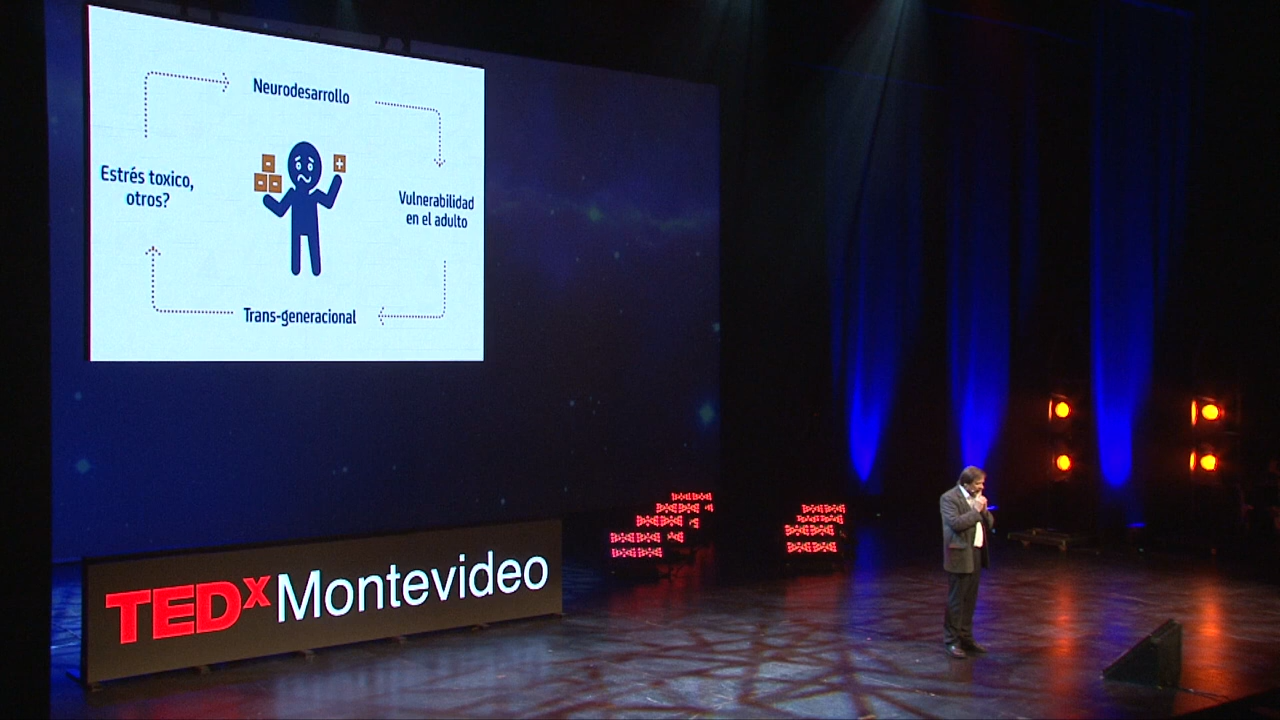 Neurodesarrollo
Estrés toxico,
otros?
Vulnerabilidad
en el adulto
Trans-generacional
TEDx Montevideo